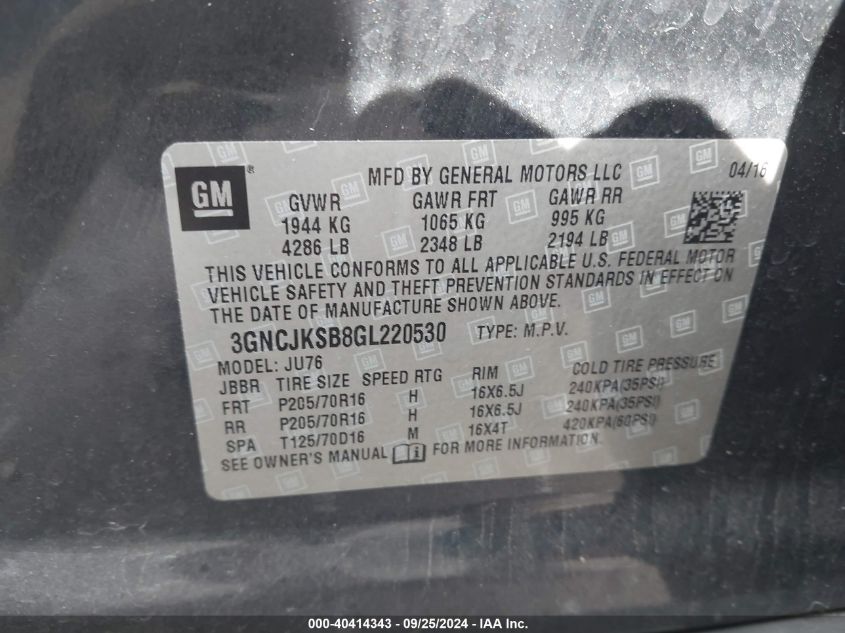 GM ®
MFD BY GENERAL MOTORS LLC 04/16
GVWR GAWR FRT GAWR RR
1944 KG 1065 KG 995 KG
4286 LB 2348 LB 2194 LB
THIS VEHICLE CONFORMS TO ALL APPLICABLE U.S. FEDERAL MOTOR
VEHICLE SAFETY AND THEFT PREVENTION STANDARDS IN EFFECT ON
THE DATE OF MANUFACTURE SHOWN ABOVE.
3GNCJKSB8GL220530 TYPE: M.P.V.
MODEL: JU76
JBBR TIRE SIZE SPEED RTG RIM COLD TIRE PRESSURE
FRT P205/70R16 H 16X6.5J 240KPA(35PSI)
RR P205/70R16 H 16X6.5J 240KPA(35PSI)
SPA T125/70D16 M 16X4T 420KPA(60PSI)
SEE OWNER'S MANUAL FOR MORE INFORMATION.
000-40414343 - 09/25/2024 - IAA Inc.